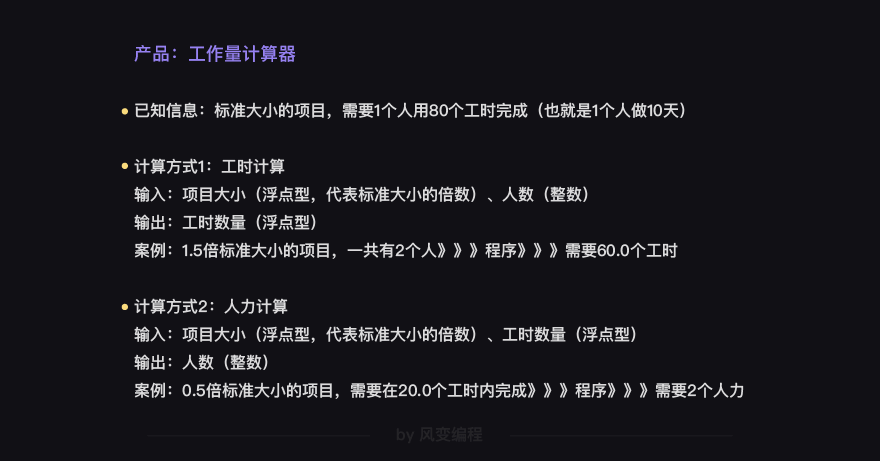 产品：工作量计算器
已知信息：标准大小的项目，需要1个人用80个工时完成（也就是1个人做10天）
计算方式1：工时计算
输入：项目大小（浮点型，代表标准大小的倍数）、人数（整数）
输出：工时数量（浮点型）
案例：1.5倍标准大小的项目，一共有2个人》》》程序》》》需要60.0个工时
计算方式2：人力计算
输入：项目大小（浮点型，代表标准大小的倍数）、工时数量（浮点型）
输出：人数（整数）
案例：0.5倍标准大小的项目，需要在20.0个工时内完成》》》程序》》》需要2个人力
by 风变编程